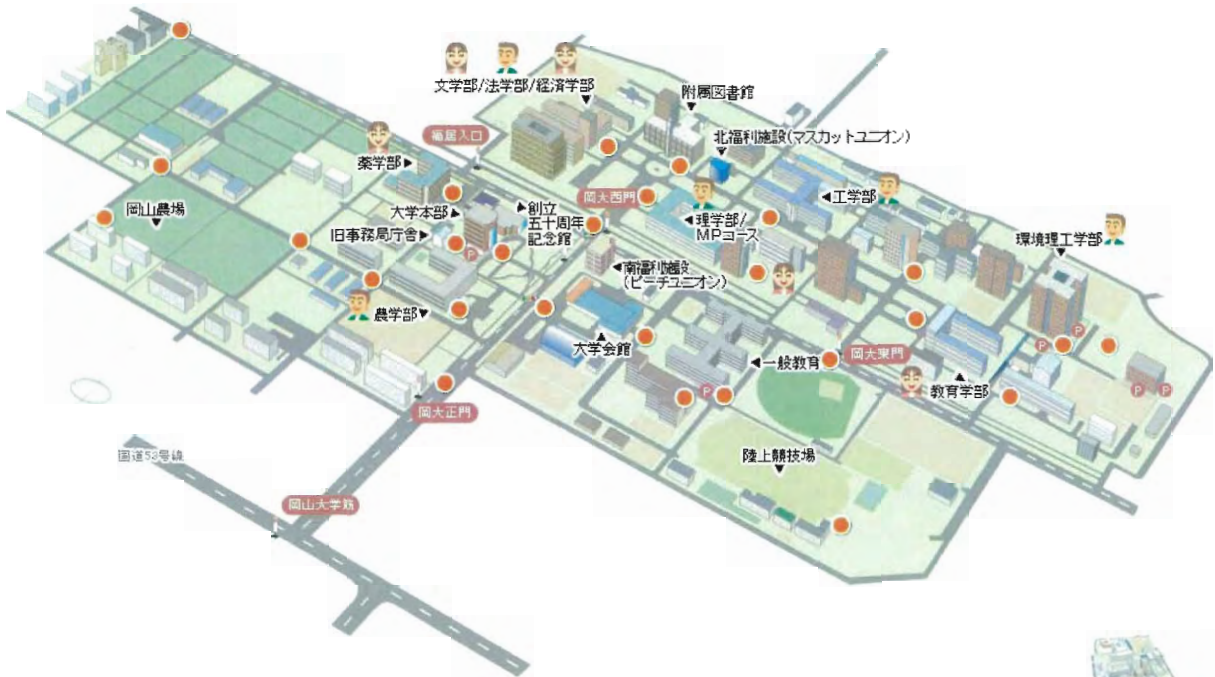 文学部/法学部/経済学部
附属図書館
福居入口
北福利施設(マスカットユニオン)
薬学部
岡大西門
工学部
岡山農場
大学本部
創立
五十周年
記念館
理学部/
MPコース
旧事務局庁舎
環境理工学部
P
南福利施設
(ピーチユニオン)
農学部
大学会館
一般教育
岡大東門
P
P
教育学部
P
P
P
岡大正門
国道53号線
陸上競技場
岡山大学筋